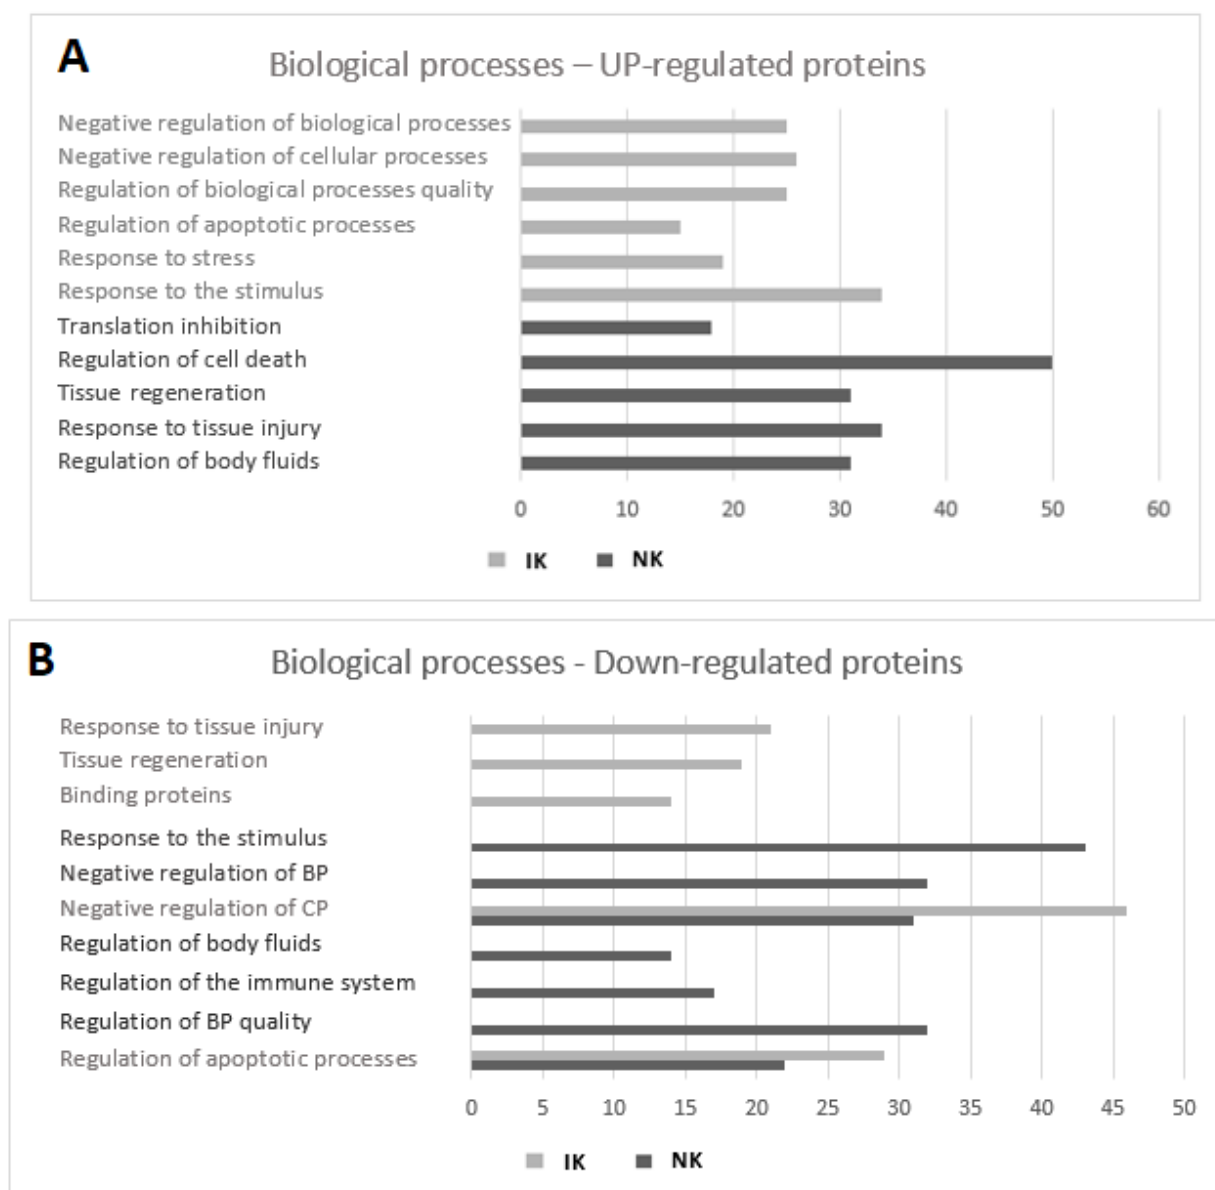 A
Biological processes – UP-regulated proteins
Negative regulation of biological processes
Negative regulation of cellular processes
Regulation of biological processes quality
Regulation of apoptotic processes
Response to stress
Response to the stimulus
Translation inhibition
Regulation of cell death
Tissue regeneration
Response to tissue injury
Regulation of body fluids
0 10 20 30 40 50 60
IK NK
B
Biological processes - Down-regulated proteins
Response to tissue injury
Tissue regeneration
Binding proteins
Response to the stimulus
Negative regulation of BP
Negative regulation of CP
Regulation of body fluids
Regulation of the immune system
Regulation of BP quality
Regulation of apoptotic processes
0 5 10 15 20 25 30 35 40 45 50
IK NK